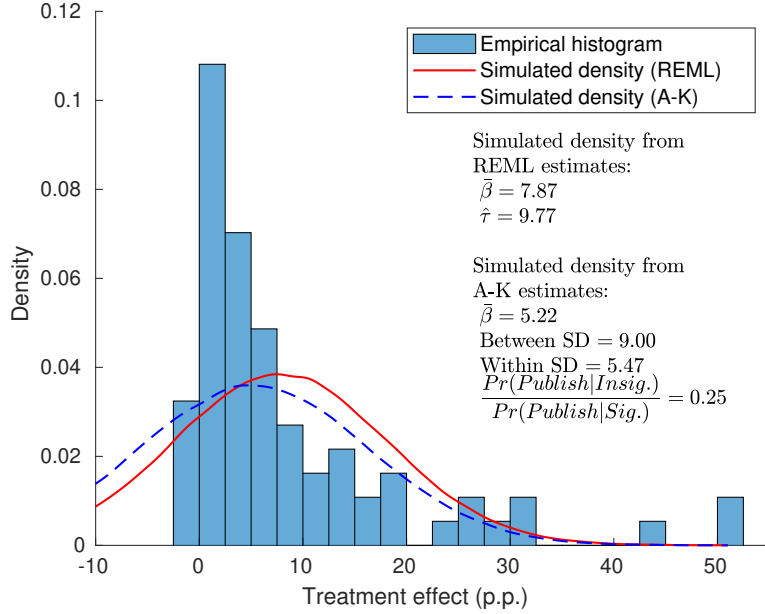 0.12
0.1
0.08
0.06
0.04
0.02
0
Density
Empirical histogram
Simulated density (REML)
Simulated density (A-K)
Simulated density from
REML estimates:
β̄ = 7.87
τ̂ = 9.77
Simulated density from
A-K estimates:
β̄ = 5.22
Between SD = 9.00
Within SD = 5.47
Pr(Publish|Insig.)
Pr(Publish|Sig.) = 0.25
-10 0 10 20 30 40 50
Treatment effect (p.p.)